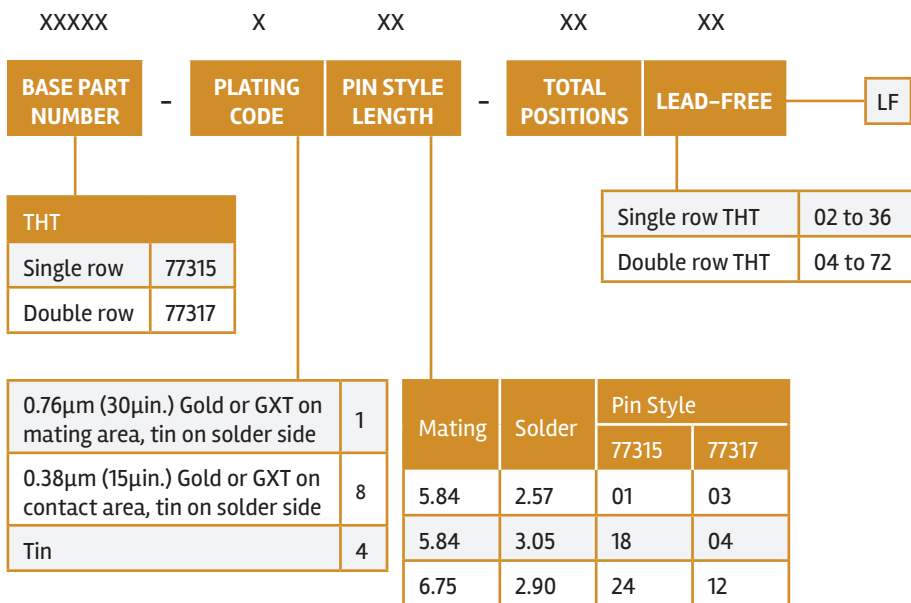 XXXXX X XX XX XX
BASE PART
NUMBER
-
PLATING
CODE
PIN STYLE
LENGTH
-
TOTAL
POSITIONS
LEAD-FREE
LF
THT
Single row 77315
Double row 77317
Single row THT 02 to 36
Double row THT 04 to 72
0.76µm (30µin.) Gold or GXT on
mating area, tin on solder side
1
0.38µm (15µin.) Gold or GXT on
contact area, tin on solder side
8
Tin 4
Mating Solder Pin Style
77315 77317
5.84 2.57 01 03
5.84 3.05 18 04
6.75 2.90 24 12